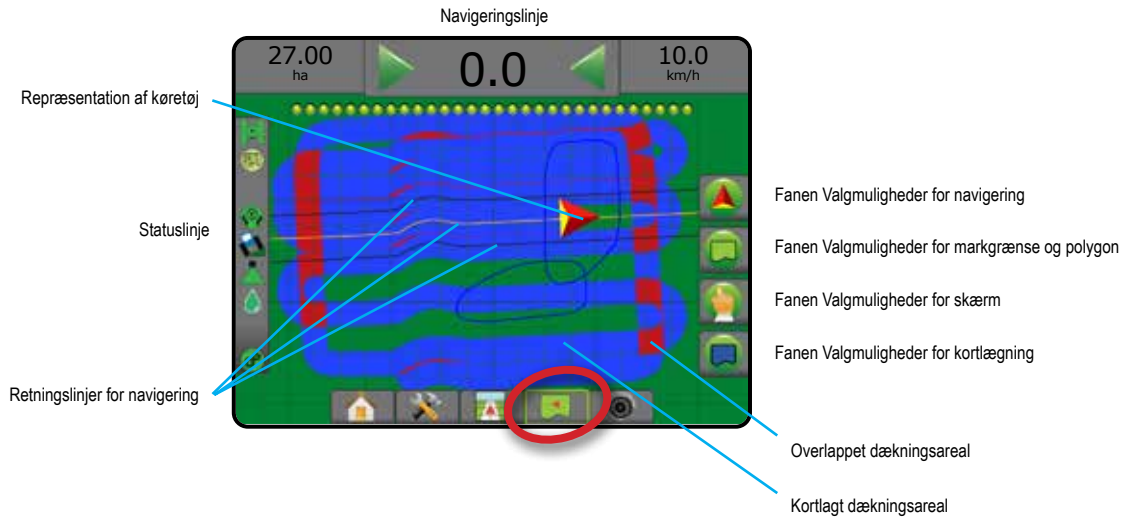 Navigeringslinje
27.00
ha
0.0
10.0
km/h
Repræsentation af køretøj
Statuslinje
Retningslinjer for navigering
Fanen Valgmuligheder for navigering
Fanen Valgmuligheder for markgrænse og polygon
Fanen Valgmuligheder for skærm
Fanen Valgmuligheder for kortlægning
Overlappet dækningsareal
Kortlagt dækningsareal